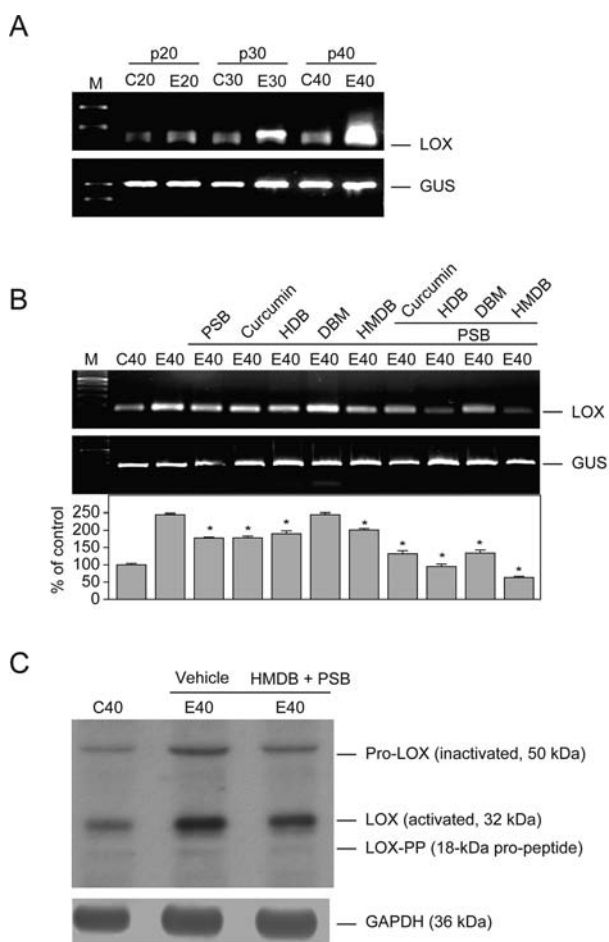 A
p20 p30 p40
M C20 E20 C30 E30 C40 E40
LOX
GUS
B
PSB Curcumin HDB DBM HMDB Curcumin HDB DBM HMDB
PSB
M C40 E40 E40 E40 E40 E40 E40 E40 E40 E40 E40
LOX
GUS
% of control
250
200
150
100
50
0
* * * * * * * *
C
Vehicle HMDB + PSB
C40 E40 E40
Pro-LOX (inactivated, 50 kDa)
LOX (activated, 32 kDa)
LOX-PP (18-kDa pro-peptide)
GAPDH (36 kDa)